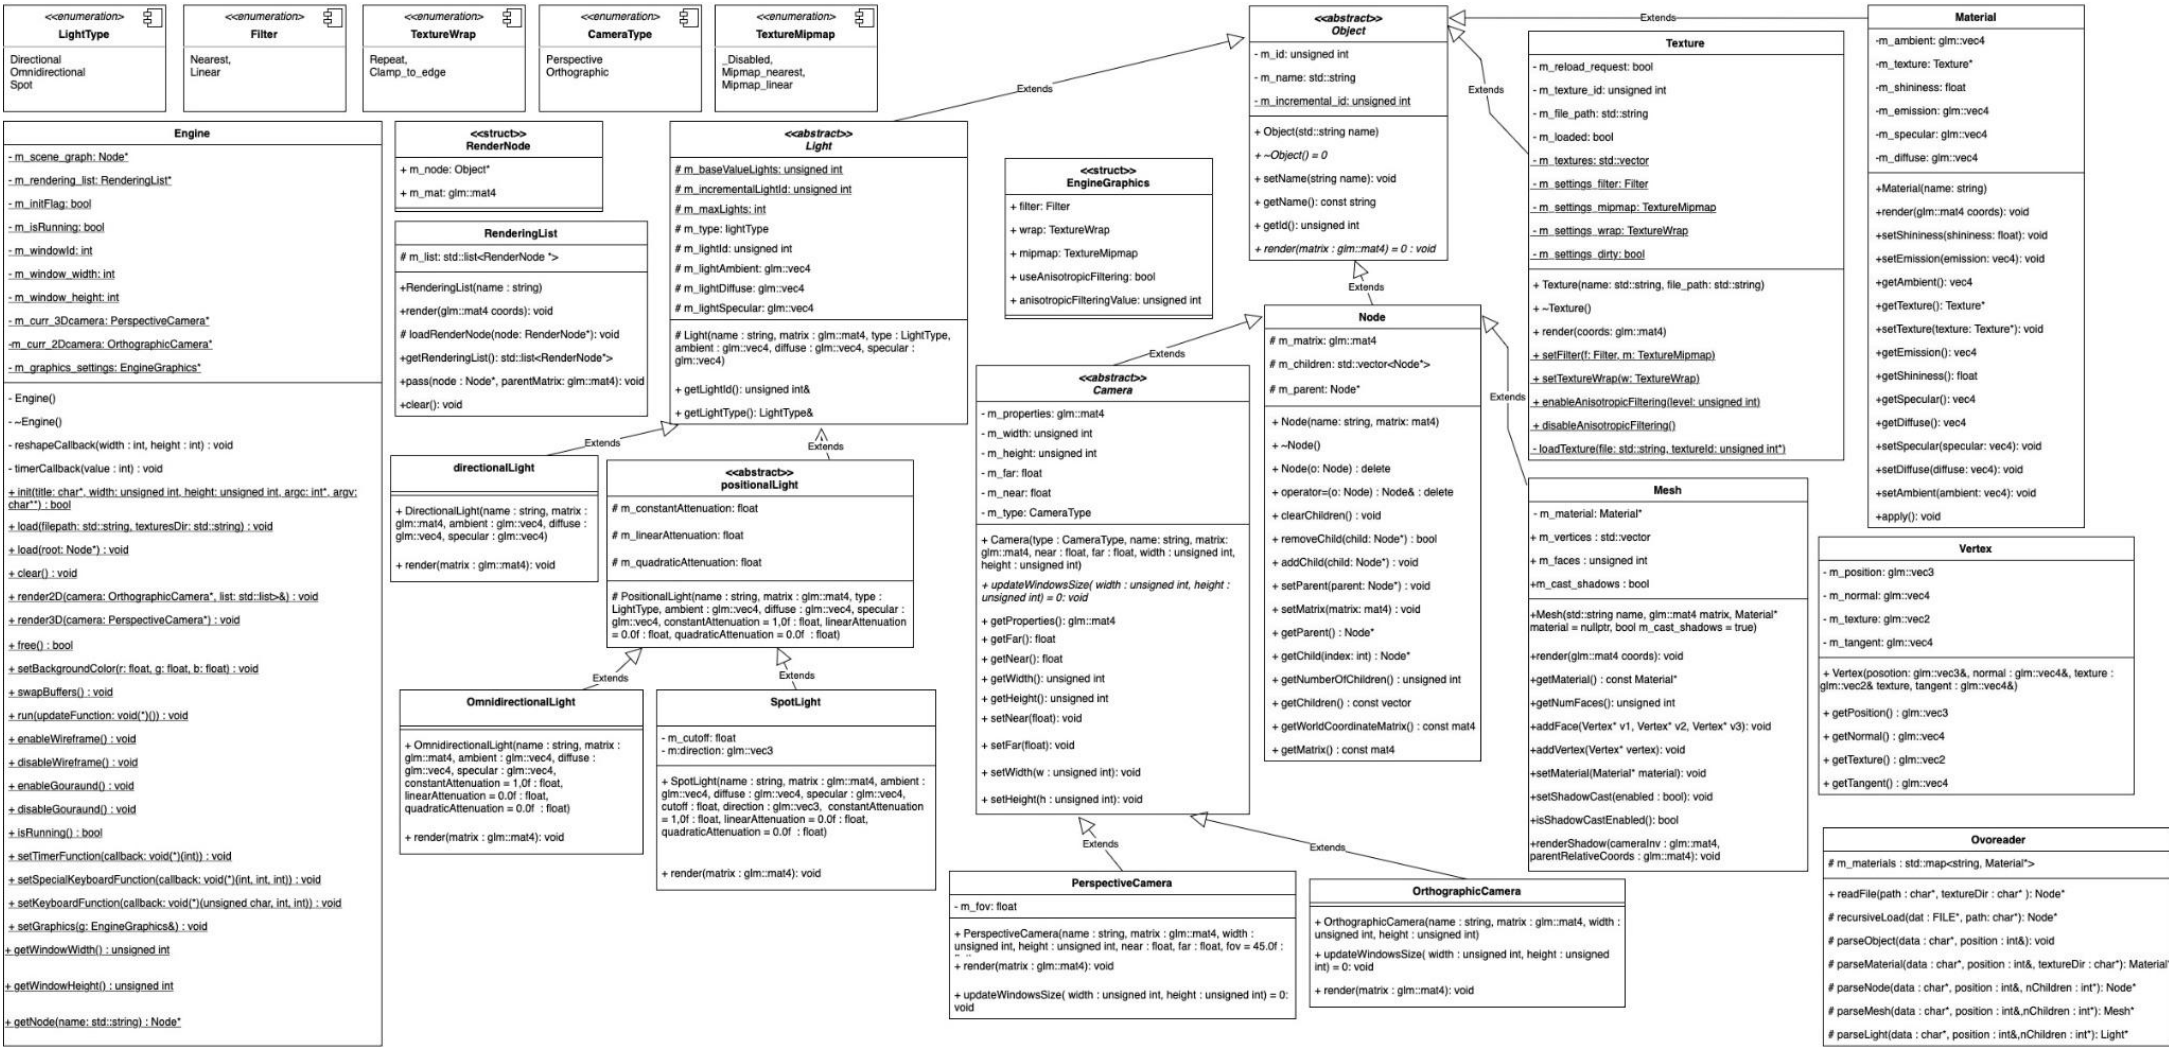 <<enumeration>>
LightType
Directional
Omnidirectional
Spot
<<enumeration>>
Filter
Nearest,
Linear
<<enumeration>>
TextureWrap
Repeat,
Clamp_to_edge
<<enumeration>>
CameraType
Perspective
Orthographic
<<enumeration>>
TextureMipmap
_Disabled,
Mipmap_nearest,
Mipmap_linear
Engine
- m_scene_graph: Node*
- m_rendering_list: RenderingList*
- m_initFlag: bool
- m_isRunning: bool
- m_windowId: int
- m_window_width: int
- m_window_height: int
- m_curr_3Dcamera: PerspectiveCamera*
-m_curr_2Dcamera: OrthographicCamera*
- m_graphics_settings: EngineGraphics*
- Engine()
- ~Engine()
- reshapeCallback(width : int, height : int) : void
- timerCallback(value : int) : void
+ init(title: char*, width: unsigned int, height: unsigned int, argc: int*, argv:
char**) : bool
+ load(filepath: std::string, texturesDir: std::string) : void
+ load(root: Node*) : void
+ clear() : void
+ render2D(camera: OrthographicCamera*, list: std::list>&) : void
+ render3D(camera: PerspectiveCamera*) : void
+ free() : bool
+ setBackgroundColor(r: float, g: float, b: float) : void
+ swapBuffers() : void
+ run(updateFunction: void(*)()) : void
+ enableWireframe() : void
+ disableWireframe() : void
+ enableGouraund() : void
+ disableGouraund() : void
+ isRunning() : bool
+ setTimerFunction(callback: void(*)(int)) : void
+ setSpecialKeyboardFunction(callback: void(*)(int, int, int)) : void
+ setKeyboardFunction(callback: void(*)(unsigned char, int, int)) : void
+ setGraphics(g: EngineGraphics&) : void
+ getWindowWidth() : unsigned int
+ getWindowHeight() : unsigned int
+ getNode(name: std::string) : Node*
<<struct>>
RenderNode
+ m_node: Object*
+ m_mat: glm::mat4
RenderingList
# m_list: std::list<RenderNode *>
+RenderingList(name : string)
+render(glm::mat4 coords): void
# loadRenderNode(node: RenderNode*): void
+getRenderingList(): std::list<RenderNode*>
+pass(node : Node*, parentMatrix: glm::mat4): void
+clear(): void
<<abstract>>
Light
# m_baseValueLights: unsigned int
# m_incrementalLightId: unsigned int
# m_maxLights: int
# m_type: lightType
# m_lightId: unsigned int
# m_lightAmbient: glm::vec4
# m_lightDiffuse: glm::vec4
# m_lightSpecular: glm::vec4
# Light(name : string, matrix : glm::mat4, type : LightType,
ambient : glm::vec4, diffuse : glm::vec4, specular :
glm::vec4)
+ getLightId(): unsigned int&
+ getLightType(): LightType&
Extends
Extends
Extends
directionalLight
+ DirectionalLight(name : string, matrix :
glm::mat4, ambient : glm::vec4, diffuse :
glm::vec4, specular : glm::vec4)
+ render(matrix : glm::mat4): void
<<abstract>>
positionalLight
# m_constantAttenuation: float
# m_linearAttenuation: float
# m_quadraticAttenuation: float
# PositionalLight(name : string, matrix : glm::mat4, type :
LightType, ambient : glm::vec4, diffuse : glm::vec4, specular :
glm::vec4, constantAttenuation = 1,0f : float, linearAttenuation
= 0.0f : float, quadraticAttenuation = 0.0f : float)
Extends
Extends
OmnidirectionalLight
+ OmnidirectionalLight(name : string, matrix :
glm::mat4, ambient : glm::vec4, diffuse :
glm::vec4, specular : glm::vec4,
constantAttenuation = 1,0f : float,
linearAttenuation = 0.0f : float,
quadraticAttenuation = 0.0f : float)
+ render(matrix : glm::mat4): void
SpotLight
- m_cutoff: float
- m:direction: glm::vec3
+ SpotLight(name : string, matrix : glm::mat4, ambient :
glm::vec4, diffuse : glm::vec4, specular : glm::vec4,
cutoff : float, direction : glm::vec3, constantAttenuation
= 1,0f : float, linearAttenuation = 0.0f : float,
quadraticAttenuation = 0.0f : float)
+ render(matrix : glm::mat4): void
<<struct>>
EngineGraphics
+ filter: Filter
+ wrap: TextureWrap
+ mipmap: TextureMipmap
+ useAnisotropicFiltering: bool
+ anisotropicFilteringValue: unsigned int
<<abstract>>
Object
- m_id: unsigned int
- m_name: std::string
- m_incremental_id: unsigned int
+ Object(std::string name)
+ ~Object() = 0
+ setName(string name): void
+ getName(): const string
+ getId(): unsigned int
+ render(matrix : glm::mat4) = 0 : void
Extends
Extends
Extends
Extends
Extends
Node
# m_matrix: glm::mat4
# m_children: std::vector<Node*>
# m_parent: Node*
+ Node(name: string, matrix: mat4)
+ ~Node()
+ Node(o: Node) : delete
+ operator=(o: Node) : Node& : delete
+ clearChildren() : void
+ removeChild(child: Node*) : bool
+ addChild(child: Node*) : void
+ setParent(parent: Node*) : void
+ setMatrix(matrix: mat4) : void
+ getParent() : Node*
+ getChild(index: int) : Node*
+ getNumberOfChildren() : unsigned int
+ getChildren() : const vector
+ getWorldCoordinateMatrix() : const mat4
+ getMatrix() : const mat4
<<abstract>>
Camera
- m_properties: glm::mat4
- m_width: unsigned int
- m_height: unsigned int
- m_far: float
- m_near: float
- m_type: CameraType
+ Camera(type : CameraType, name: string, matrix:
glm::mat4, near : float, far : float, width : unsigned int,
height : unsigned int)
+ updateWindowsSize( width : unsigned int, height :
unsigned int) = 0: void
+ getProperties(): glm::mat4
+ getFar(): float
+ getNear(): float
+ getWidth(): unsigned int
+ getHeight(): unsigned int
+ setNear(float): void
+ setFar(float): void
+ setWidth(w : unsigned int): void
+ setHeight(h : unsigned int): void
Extends
Extends
PerspectiveCamera
- m_fov: float
+ PerspectiveCamera(name : string, matrix : glm::mat4, width :
unsigned int, height : unsigned int, near : float, far : float, fov = 45.0f :
+ render(matrix : glm::mat4): void
+ updateWindowsSize( width : unsigned int, height : unsigned int) = 0:
void
OrthographicCamera
+ OrthographicCamera(name : string, matrix : glm::mat4, width :
unsigned int, height : unsigned int)
+ updateWindowsSize( width : unsigned int, height : unsigned
int) = 0: void
+ render(matrix : glm::mat4): void
Texture
- m_reload_request: bool
- m_texture_id: unsigned int
- m_file_path: std::string
- m_loaded: bool
- m_textures: std::vector
- m_settings_filter: Filter
- m_settings_mipmap: TextureMipmap
- m_settings_wrap: TextureWrap
- m_settings_dirty: bool
+ Texture(name: std::string, file_path: std::string)
+ ~Texture()
+ render(coords: glm::mat4)
+ setFilter(f: Filter, m: TextureMipmap)
+ setTextureWrap(w: TextureWrap)
+ enableAnisotropicFiltering(level: unsigned int)
+ disableAnisotropicFiltering()
- loadTexture(file: std::string, textureId: unsigned int*)
Mesh
- m_material: Material*
+ m_vertices : std::vector
+ m_faces : unsigned int
+m_cast_shadows : bool
+Mesh(std::string name, glm::mat4 matrix, Material*
material = nullptr, bool m_cast_shadows = true)
+render(glm::mat4 coords): void
+getMaterial() : const Material*
+getNumFaces(): unsigned int
+addFace(Vertex* v1, Vertex* v2, Vertex* v3): void
+addVertex(Vertex* vertex): void
+setMaterial(Material* material): void
+setShadowCast(enabled : bool): void
+isShadowCastEnabled(): bool
+renderShadow(cameraInv : glm::mat4,
parentRelativeCoords : glm::mat4): void
Material
-m_ambient: glm::vec4
-m_texture: Texture*
-m_shininess: float
-m_emission: glm::vec4
-m_specular: glm::vec4
-m_diffuse: glm::vec4
+Material(name: string)
+render(glm::mat4 coords): void
+setShininess(shininess: float): void
+setEmission(emission: vec4): void
+getAmbient(): vec4
+getTexture(): Texture*
+setTexture(texture: Texture*): void
+getEmission(): vec4
+getShininess(): float
+getSpecular(): vec4
+getDiffuse(): vec4
+setSpecular(specular: vec4): void
+setDiffuse(diffuse: vec4): void
+setAmbient(ambient: vec4): void
+apply(): void
Vertex
- m_position: glm::vec3
- m_normal: glm::vec4
- m_texture: glm::vec2
- m_tangent: glm::vec4
+ Vertex(posotion: glm::vec3&, normal : glm::vec4&, texture :
glm::vec2& texture, tangent : glm::vec4&)
+ getPosition() : glm::vec3
+ getNormal() : glm::vec4
+ getTexture() : glm::vec2
+ getTangent() : glm::vec4
Ovoreader
# m_materials : std::map<string, Material*>
+ readFile(path : char*, textureDir : char* ): Node*
# recursiveLoad(dat : FILE*, path: char*): Node*
# parseObject(data : char*, position : int&): void
# parseMaterial(data : char*, position : int&, textureDir : char*): Material*
# parseNode(data : char*, position : int&, nChildren : int*): Node*
# parseMesh(data : char*, position : int&,nChildren : int*): Mesh*
# parseLight(data : char*, position : int&,nChildren : int*): Light*